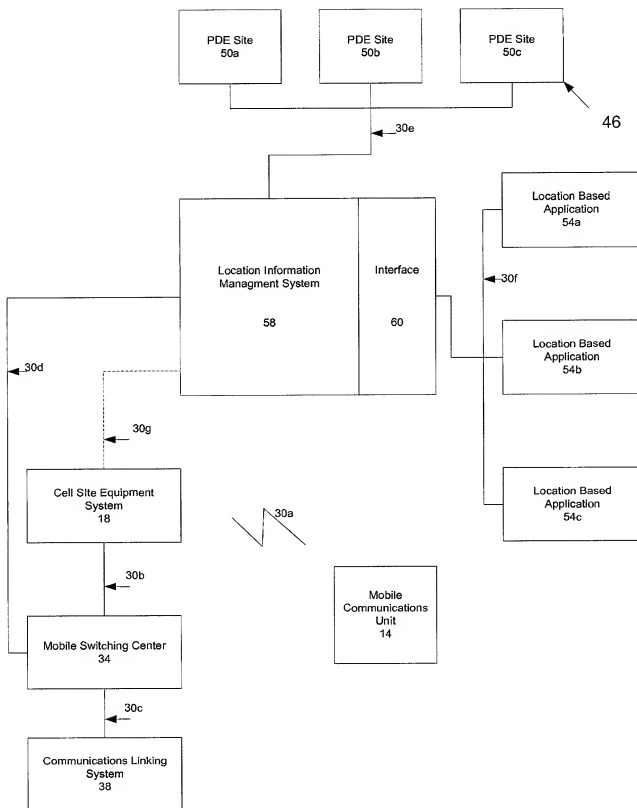 PDE Site
50a
PDE Site
50b
PDE Site
50c
46
30e
Location Information
Managment System
58
Interface
60
Location Based
Application
54a
30f
Location Based
Application
54b
Location Based
Application
54c
30d
30g
Cell SIte Equipment
System
18
30a
30b
Mobile
Communications
Unit
14
Mobile Switching Center
34
30c
Communications Linking
System
38